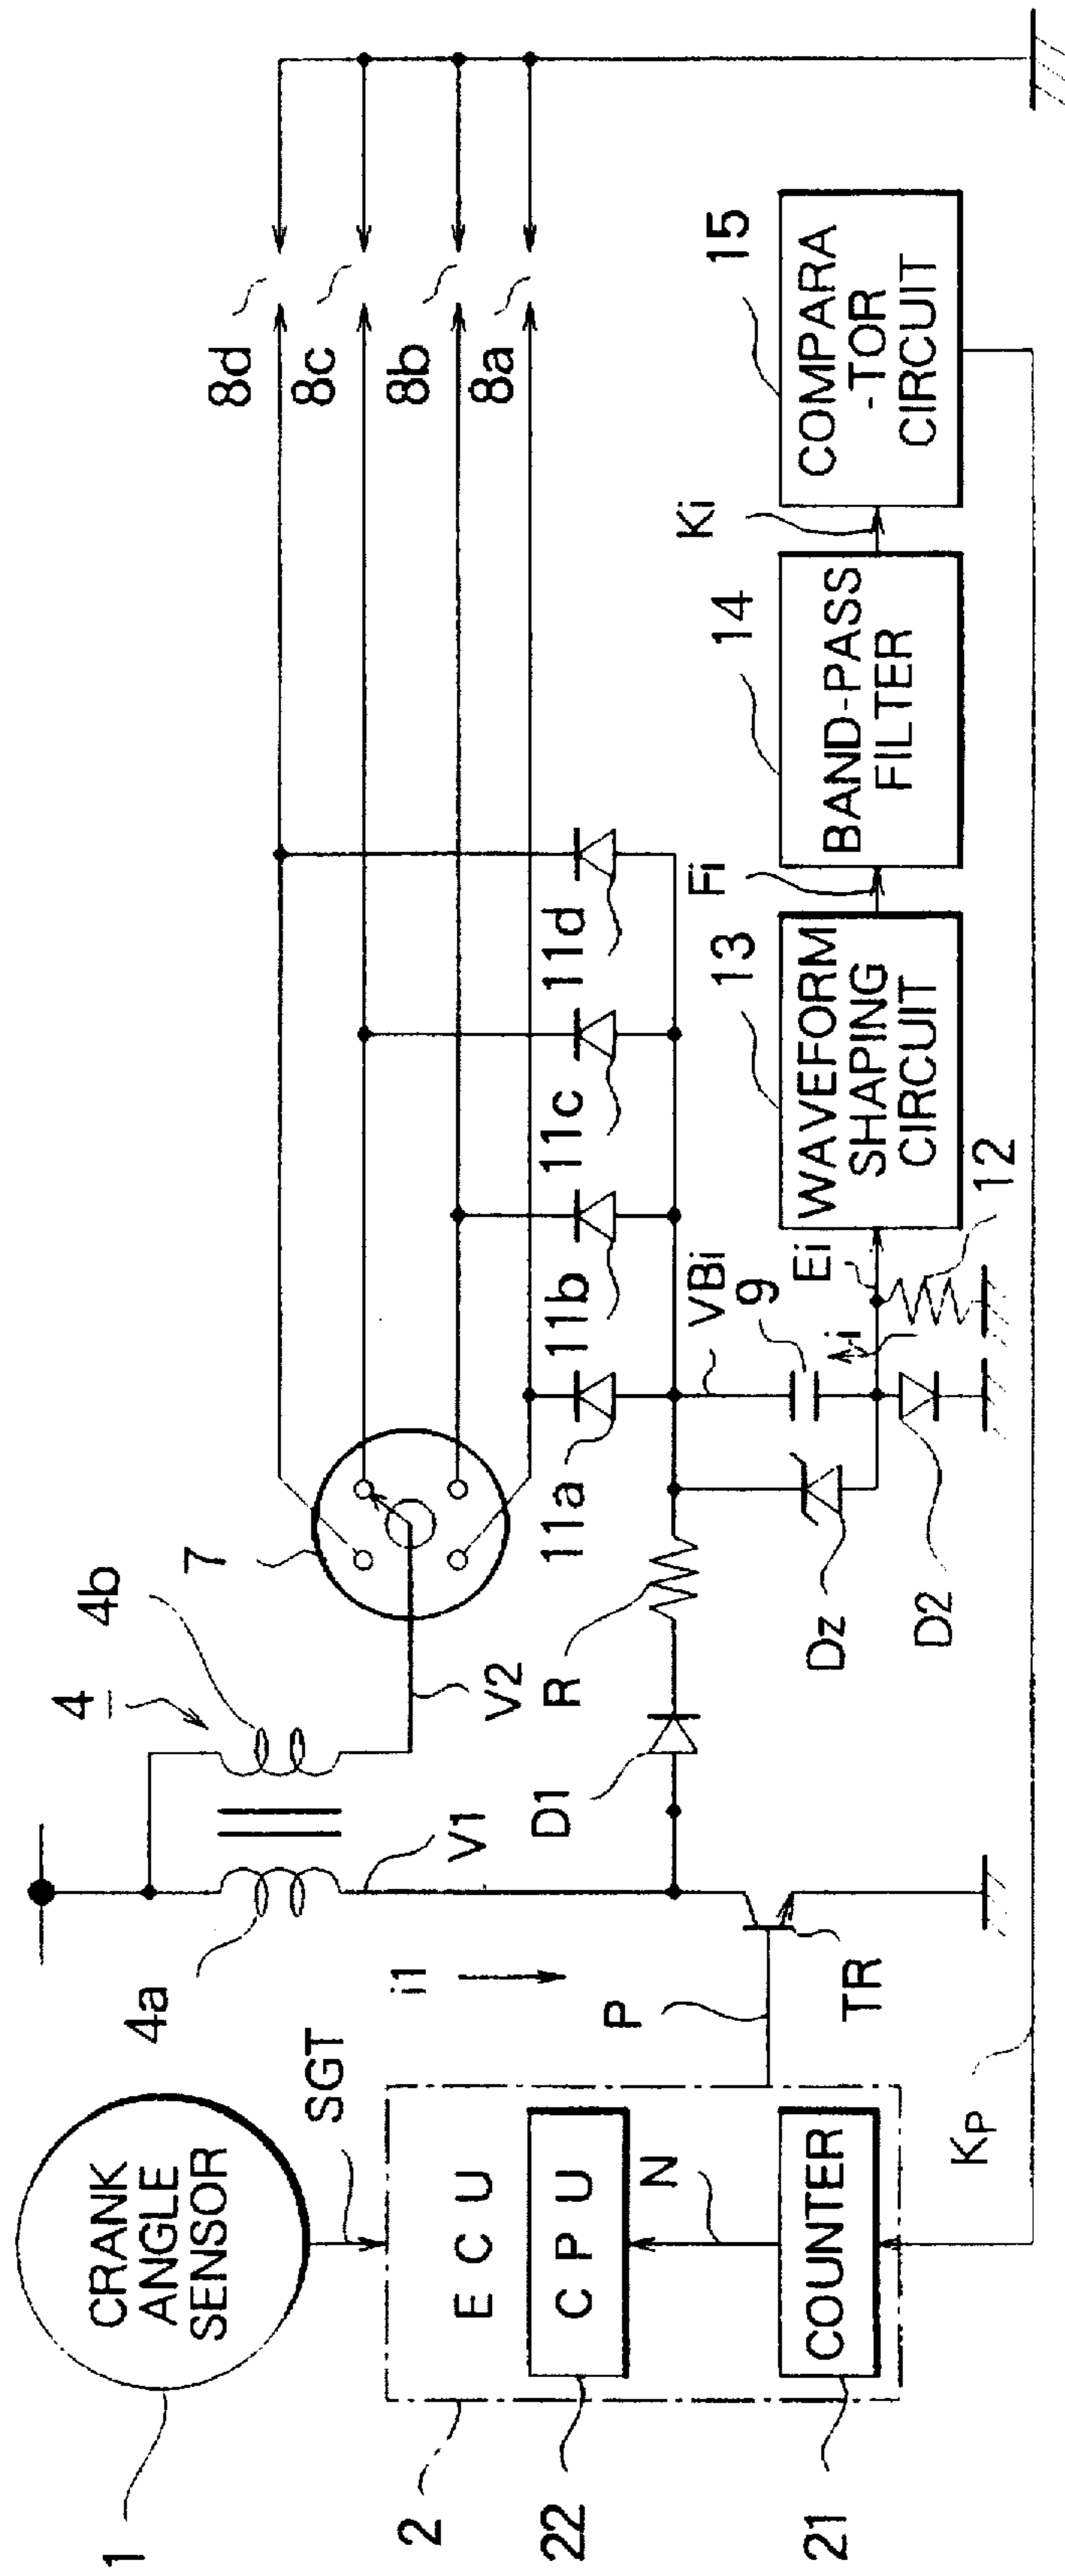 1
CRANK
ANGLE
SENSOR
SGT
2
E C U
22
C P U
N
21
COUNTER
KP
4
4a
4b
i1
V1
P
TR
V2
7
D1
R
Dz
D2
11a
11b
11c
11d
VBi
9
i
Ei
12
8d
8c
8b
8a
13
WAVEFORM
SHAPING
CIRCUIT
Fi
14
BAND-PASS
FILTER
Ki
15
COMPARA
-TOR
CIRCUIT